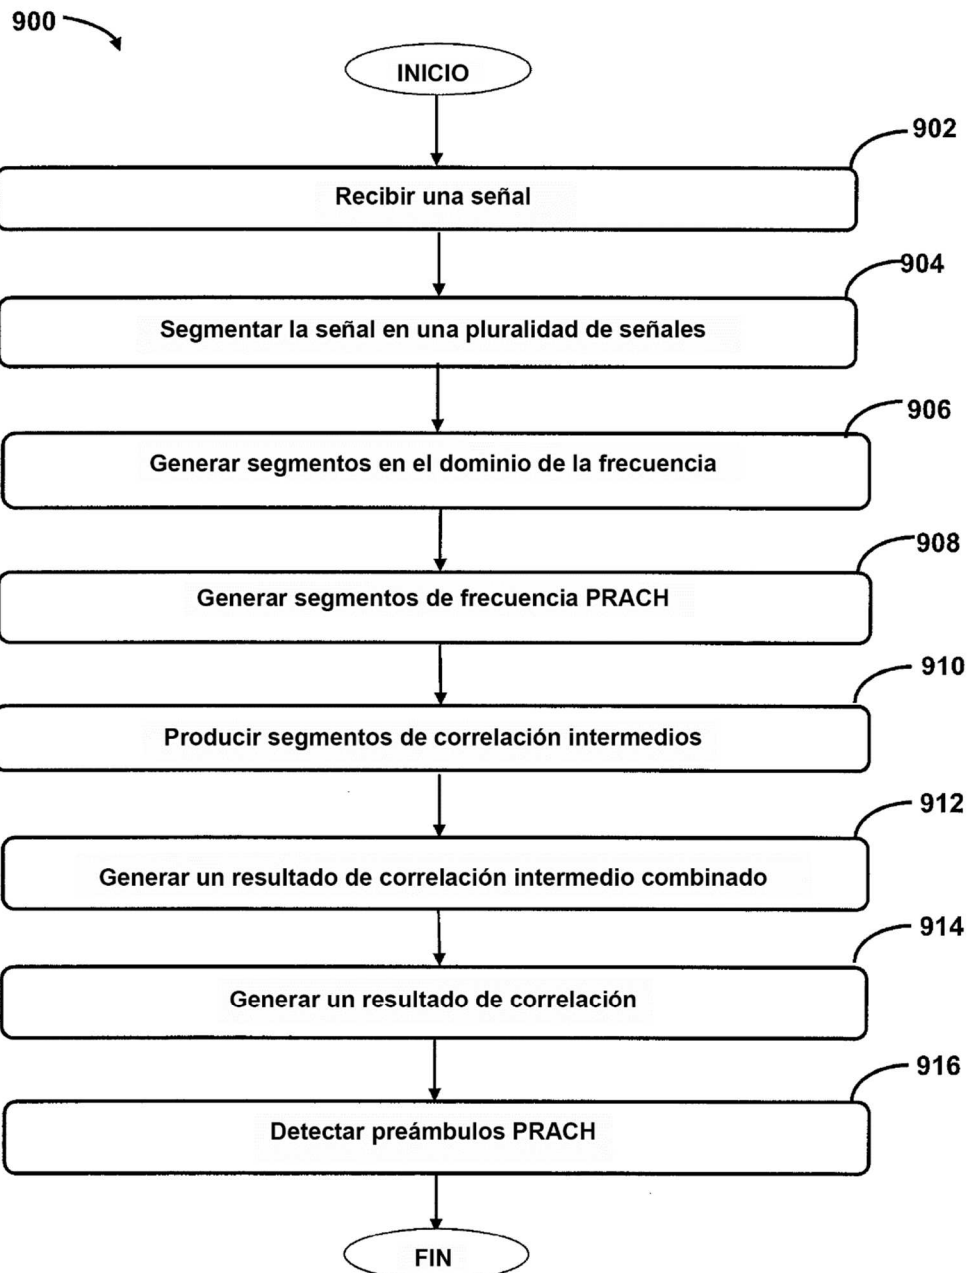 900
INICIO
902
Recibir una señal
904
Segmentar la señal en una pluralidad de señales
906
Generar segmentos en el dominio de la frecuencia
908
Generar segmentos de frecuencia PRACH
910
Producir segmentos de correlación intermedios
912
Generar un resultado de correlación intermedio combinado
914
Generar un resultado de correlación
916
Detectar preámbulos PRACH
FIN